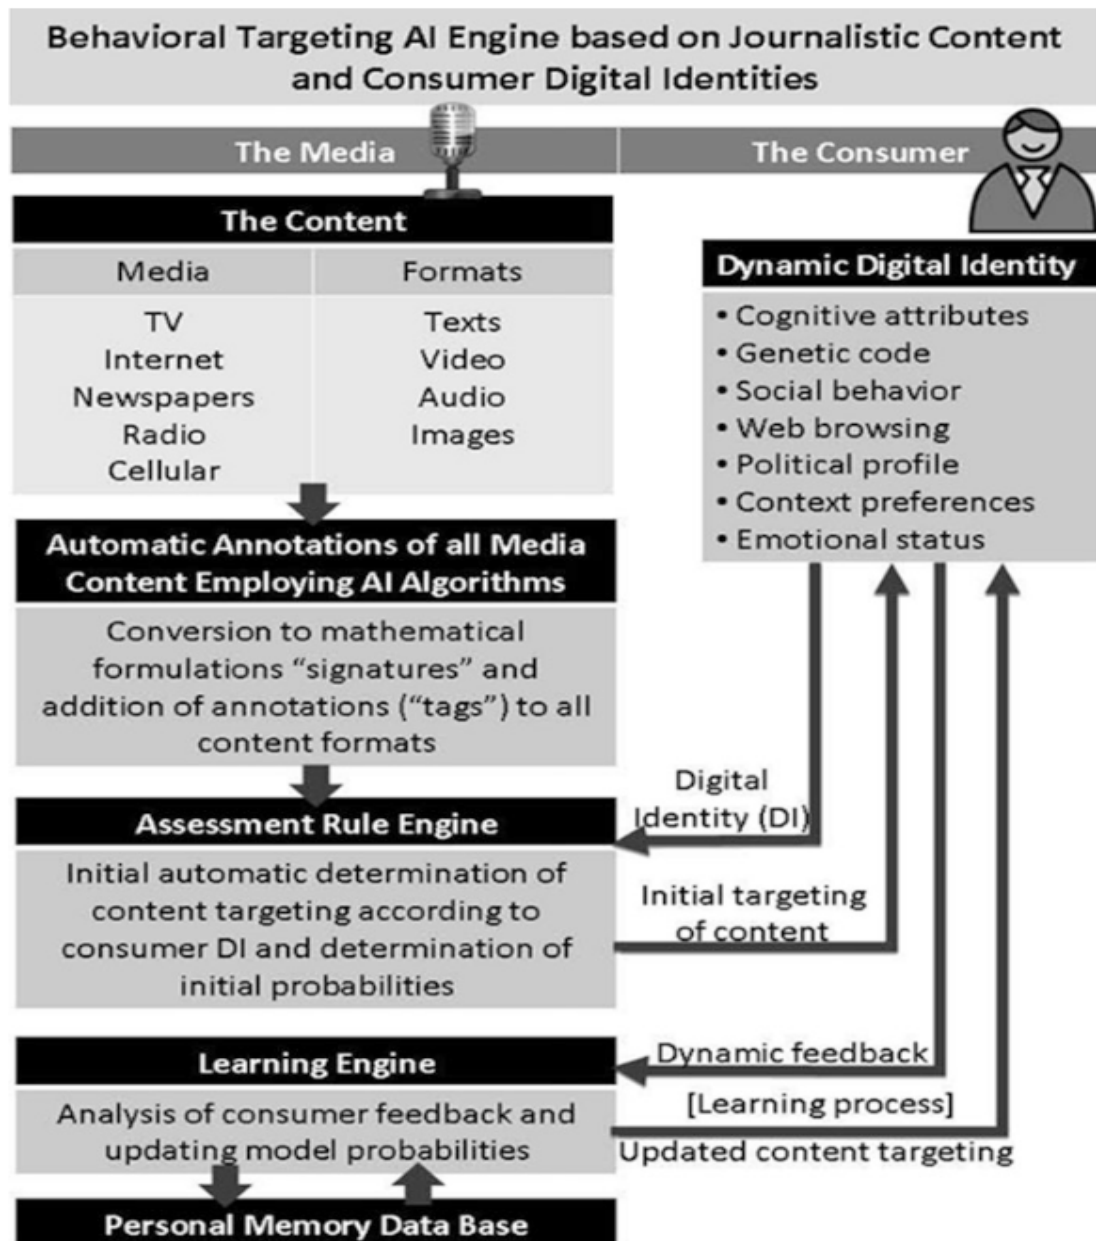 Behavioral Targeting AI Engine based on Journalistic Content
and Consumer Digital Identities
The Media
The Consumer
The Content
Media
Formats
TV
Internet
Newspapers
Radio
Cellular
Texts
Video
Audio
Images
Dynamic Digital Identity
• Cognitive attributes
• Genetic code
• Social behavior
• Web browsing
• Political profile
• Context preferences
• Emotional status
Automatic Annotations of all Media
Content Employing AI Algorithms
Conversion to mathematical
formulations “signatures” and
addition of annotations (“tags”) to all
content formats
Digital
Identity (DI)
Assessment Rule Engine
Initial automatic determination of
content targeting according to
consumer DI and determination of
initial probabilities
Initial targeting
of content
Learning Engine
Analysis of consumer feedback and
updating model probabilities
Dynamic feedback
[Learning process]
Updated content targeting
Personal Memory Data Base